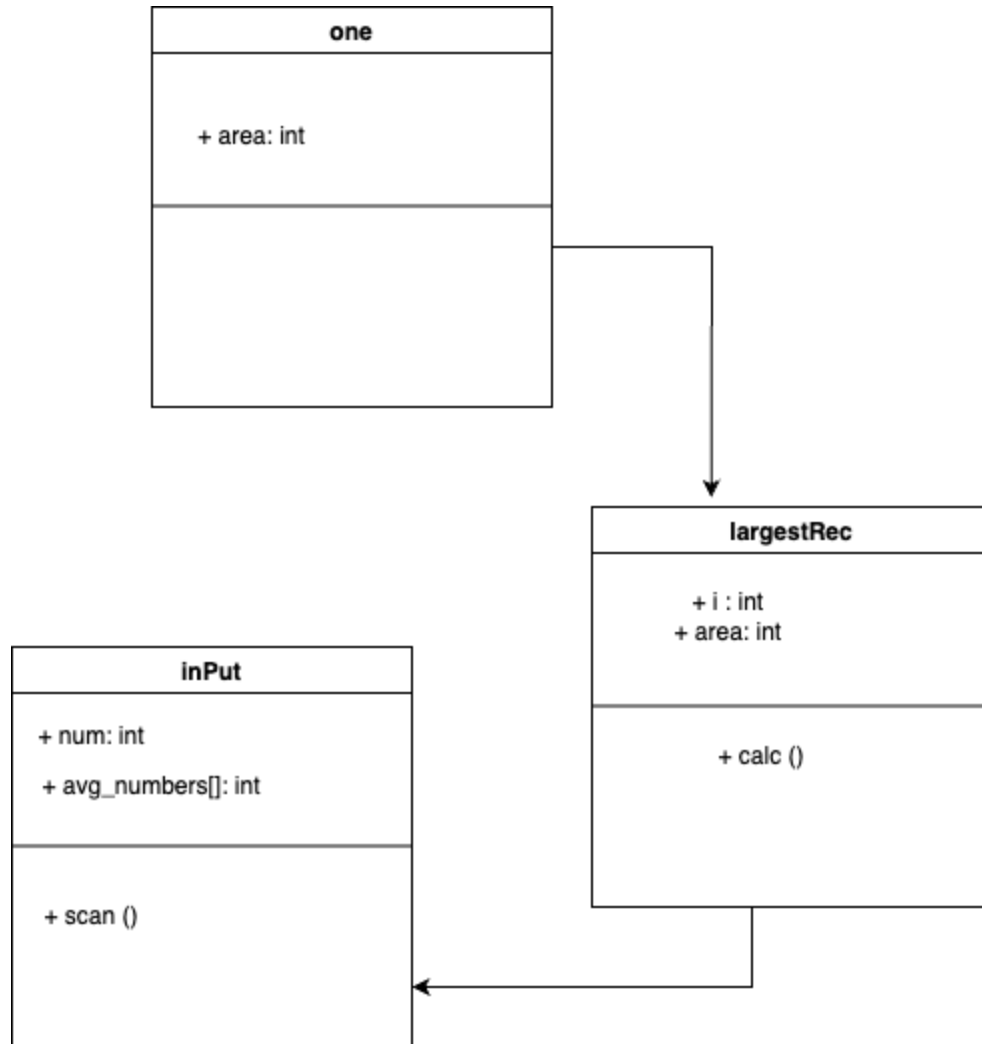 one
+ area: int
largestRec
+ i : int
+ area: int
+ calc ()
inPut
+ num: int
+ avg_numbers[]: int
+ scan ()